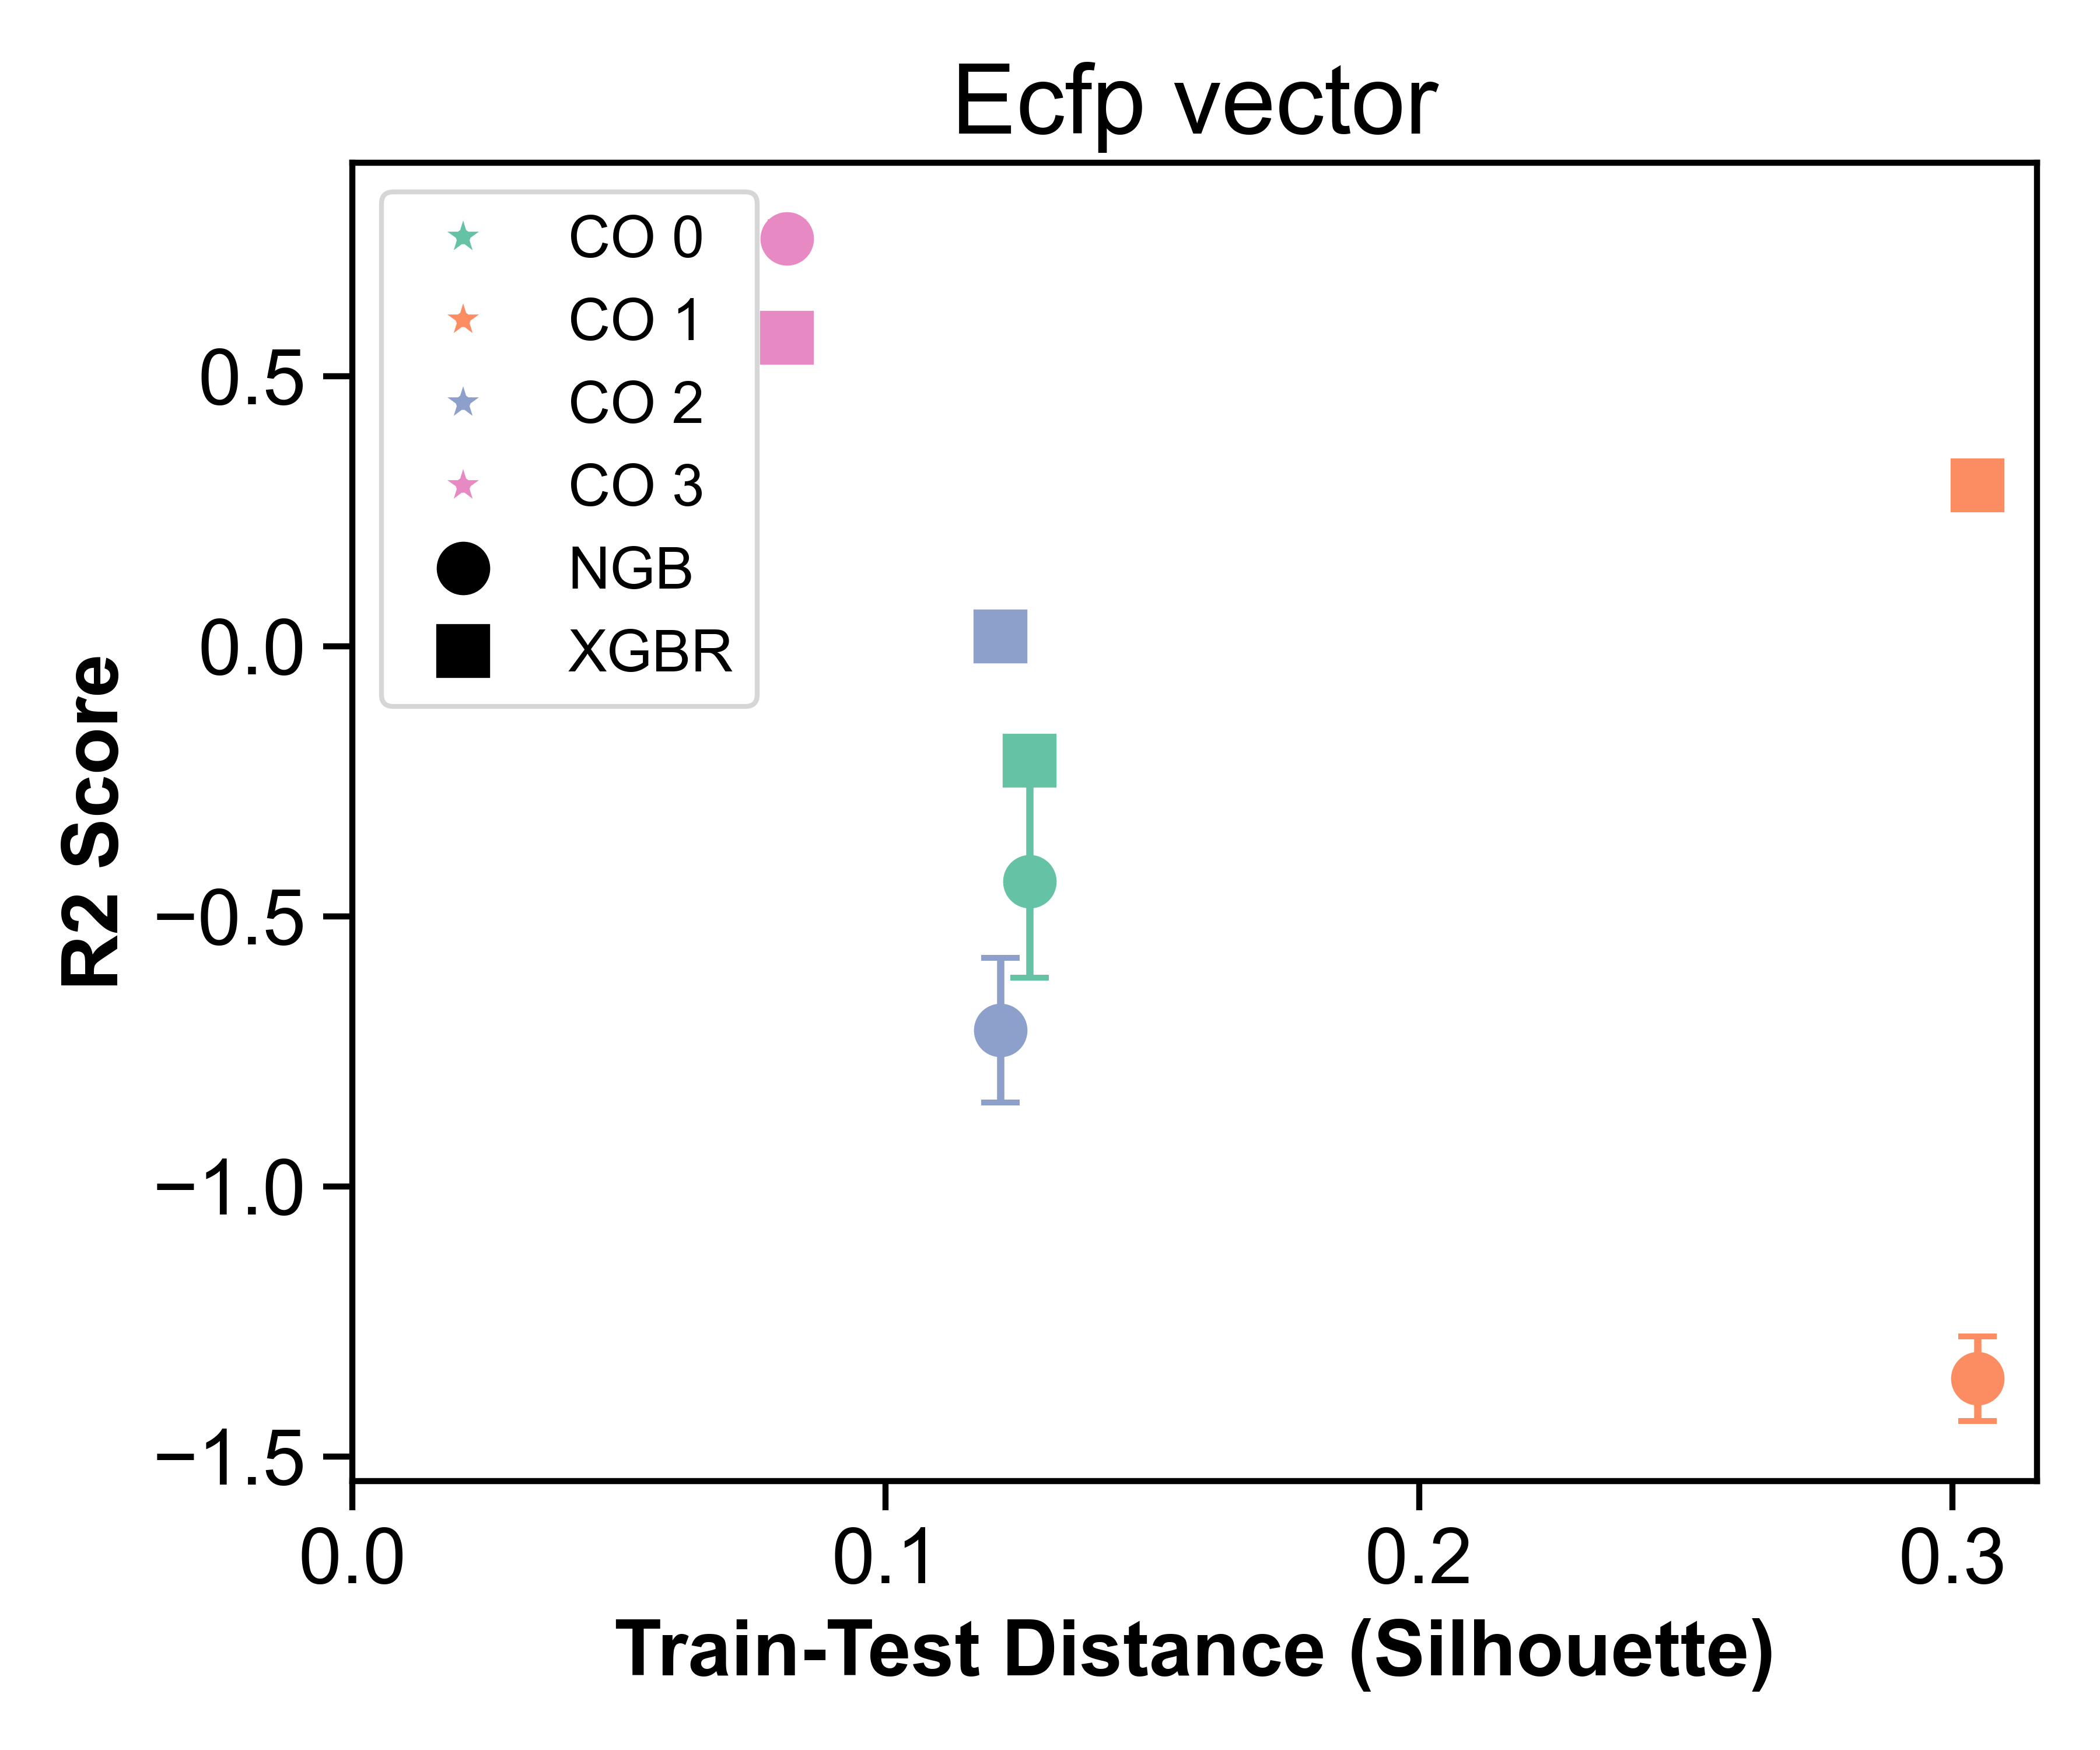 Ecfp vector
CO 0
CO 1
CO 2
CO 3
NGB
XGBR
R2 Score
0.5
0.0
−0.5
−1.0
−1.5
0.0
0.1
0.2
0.3
Train-Test Distance (Silhouette)